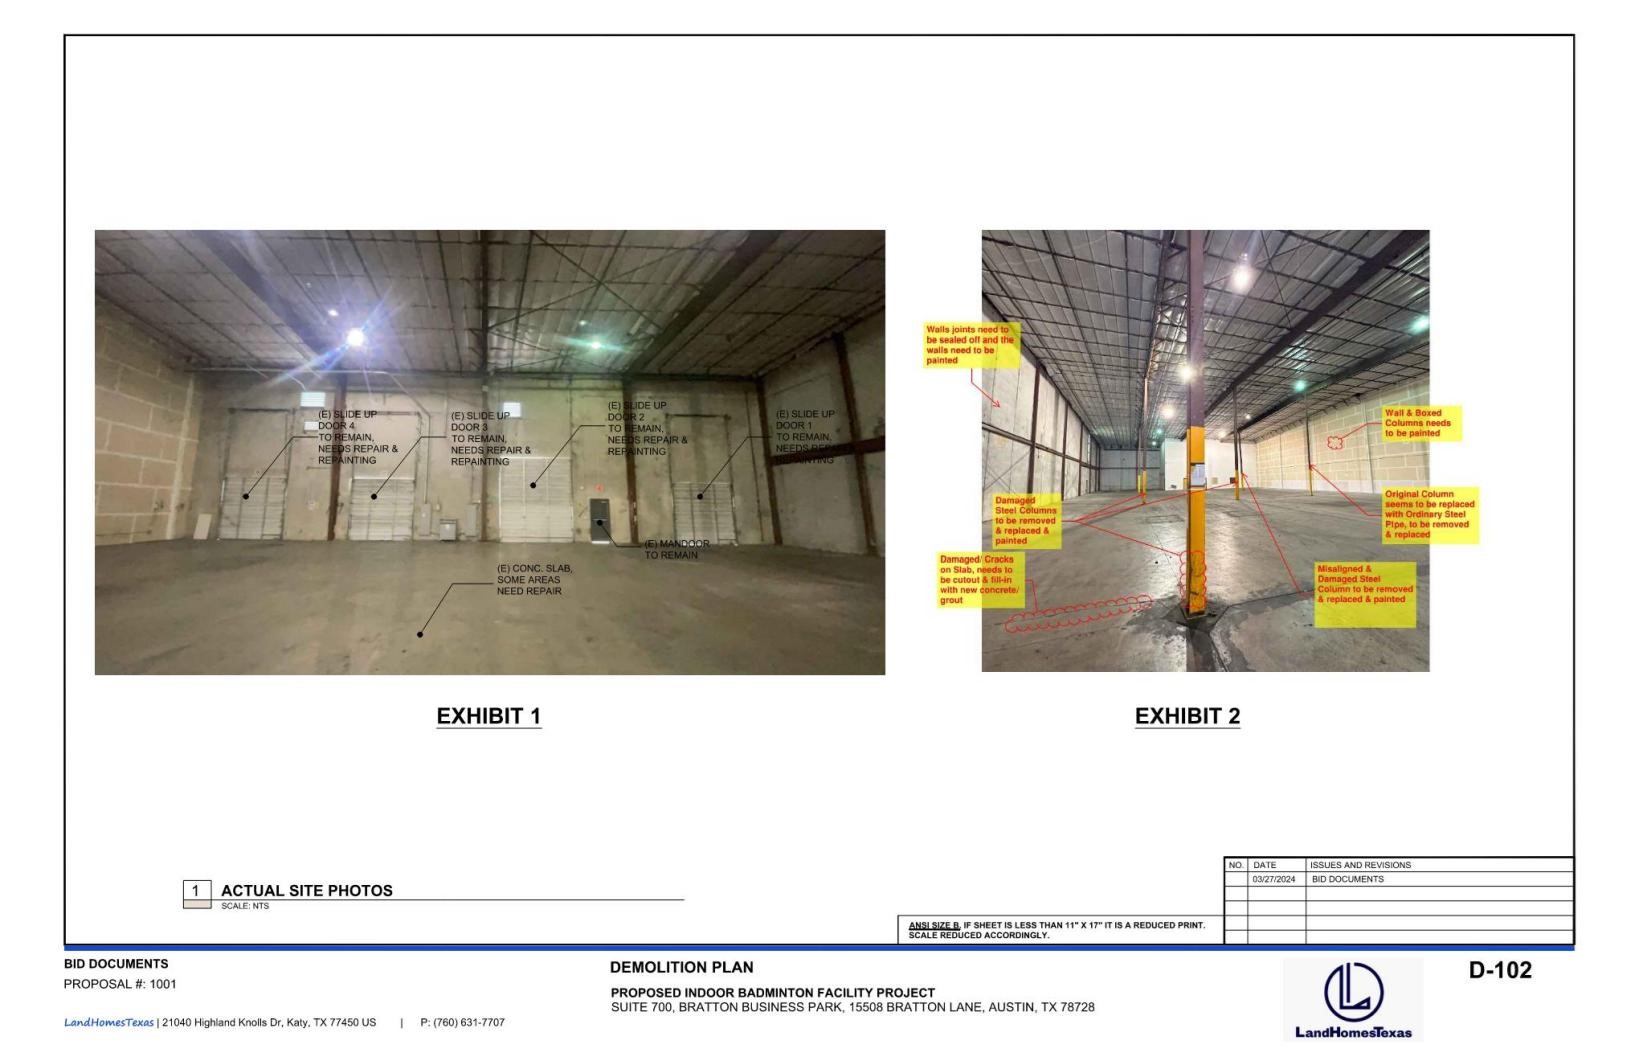 (E) SLIDE UP
DOOR 4
TO REMAIN,
NEEDS REPAIR &
REPAINTING
(E) SLIDE UP
DOOR 3
TO REMAIN,
NEEDS REPAIR &
REPAINTING
(E) SLIDE UP
DOOR 2
TO REMAIN,
NEEDS REPAIR &
REPAINTING
(E) SLIDE UP
DOOR 1
TO REMAIN,
NEEDS REPAIR &
REPAINTING
(E) MANDOOR
TO REMAIN
(E) CONC. SLAB,
SOME AREAS
NEED REPAIR
EXHIBIT 1
Walls joints need to
be sealed off and the
walls need to be
painted
Wall & Boxed
Columns needs
to be painted
Damaged
Steel Columns
to be removed
& replaced &
painted
Original Column
seems to be replaced
with Ordinary Steel
Pipe, to be removed
& replaced
Damaged/ Cracks
on Slab, needs to
be cutout & fill-in
with new concrete/
grout
Misaligned &
Damaged Steel
Column to be removed
& replaced & painted
EXHIBIT 2
1 ACTUAL SITE PHOTOS
SCALE: NTS
NO. DATE ISSUES AND REVISIONS
03/27/2024 BID DOCUMENTS
ANSI SIZE B, IF SHEET IS LESS THAN 11" X 17" IT IS A REDUCED PRINT.
SCALE REDUCED ACCORDINGLY.
BID DOCUMENTS
PROPOSAL #: 1001
LandHomesTexas | 21040 Highland Knolls Dr, Katy, TX 77450 US | P: (760) 631-7707
DEMOLITION PLAN
PROPOSED INDOOR BADMINTON FACILITY PROJECT
SUITE 700, BRATTON BUSINESS PARK, 15508 BRATTON LANE, AUSTIN, TX 78728
LandHomesTexas
D-102